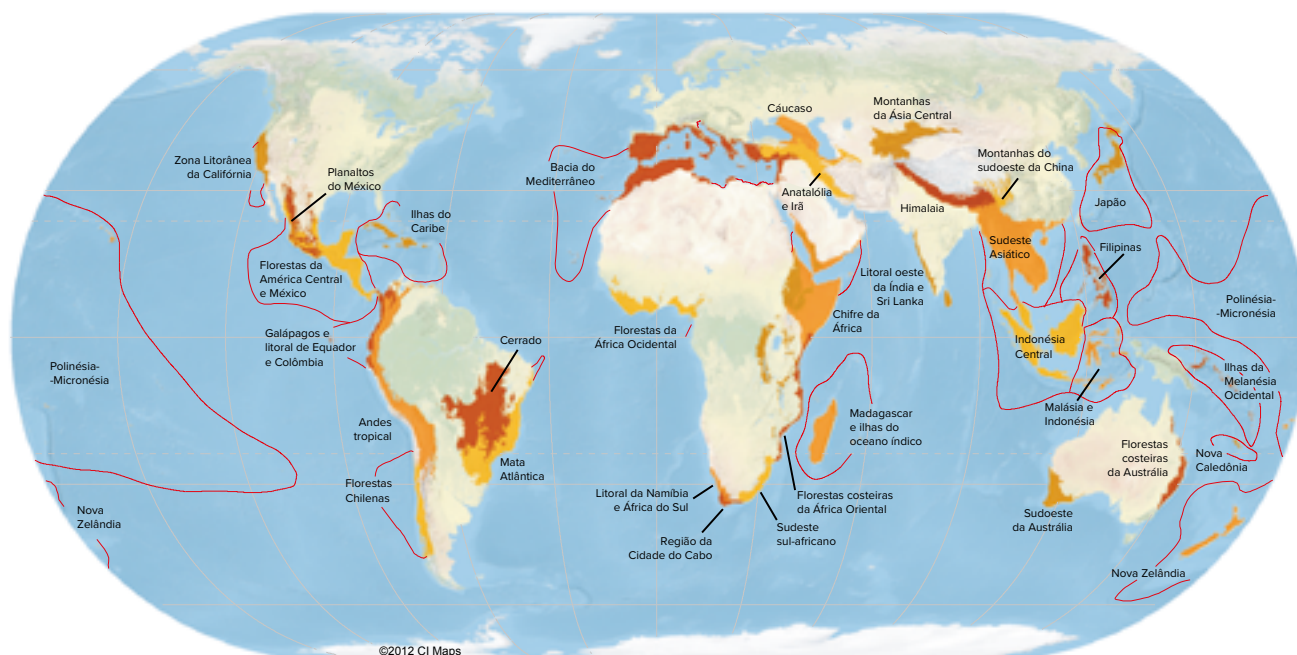 Cáucaso
Montanhas
da Ásia Central
Zona Litorânea
da Califórnia
Planaltos
do México
Bacia do
Mediterrâneo
Montanhas do
sudoeste da China
Anatalólia
e Irã
Himalaia
Japão
Ilhas do
Caribe
Sudeste
Asiático
Filipinas
Florestas da
América Central
e México
Litoral oeste
da Índia e
Sri Lanka
Chifre da
África
Polinésia-
-Micronésia
Galápagos e
litoral de Equador
e Colômbia
Cerrado
Florestas da
África Ocidental
Indonésia
Central
Polinésia-
-Micronésia
Ilhas da
Melanésia
Ocidental
Malásia e
Indonésia
Andes
tropical
Madagascar
e ilhas do
oceano índico
Mata
Atlântica
Florestas
costeiras
da Austrália
Nova
Caledônia
Florestas
Chilenas
Litoral da Namíbia
e África do Sul
Florestas costeiras
da África Oriental
Nova
Zelândia
Sudoeste
da Austrália
Sudeste
sul-africano
Região da
Cidade do Cabo
Nova Zelândia
©2012 CI Maps